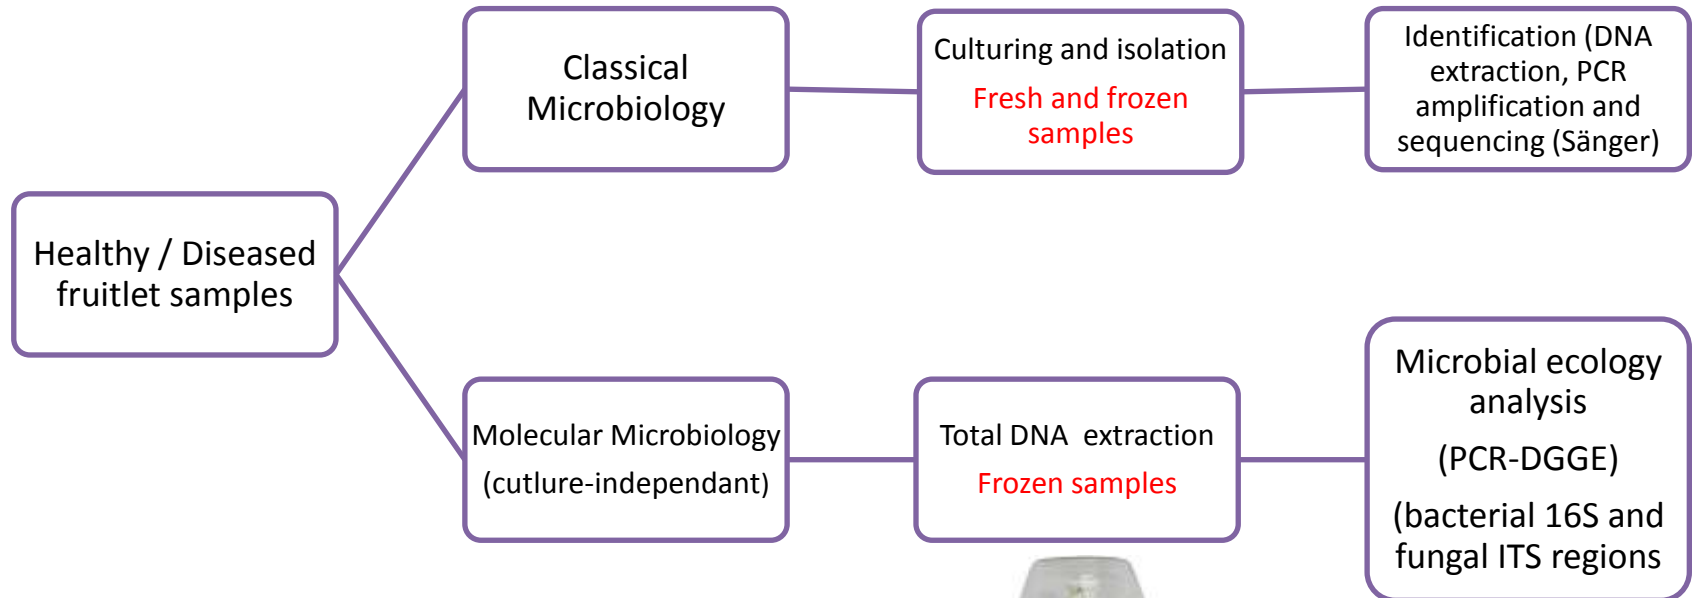 Healthy / Diseased
fruitlet samples
Classical
Microbiology
Culturing and isolation
Fresh and frozen
samples
Identification (DNA
extraction, PCR
amplification and
sequencing (Sänger)
Molecular Microbiology
(cutlure-independant)
Total DNA  extraction
Frozen samples
Microbial ecology
analysis
(PCR-DGGE)
(bacterial 16S and
fungal ITS regions